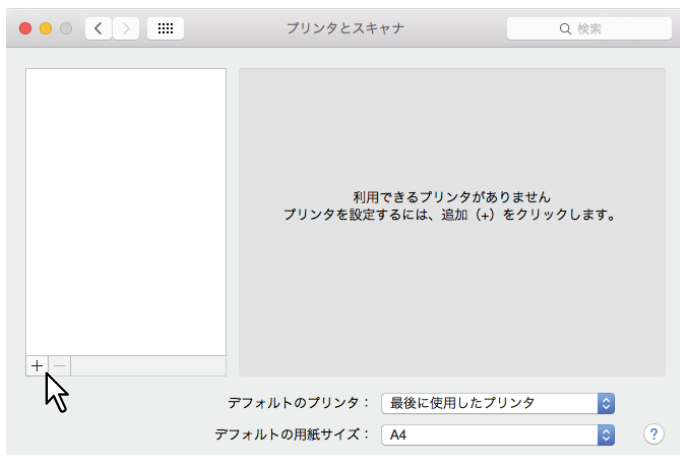 プリンタとスキャナ
検索
利用できるプリンタがありません
プリンタを設定するには、追加（+）をクリックします。
+ −
デフォルトのプリンタ： 最後に使用したプリンタ
デフォルトの用紙サイズ： A4
?